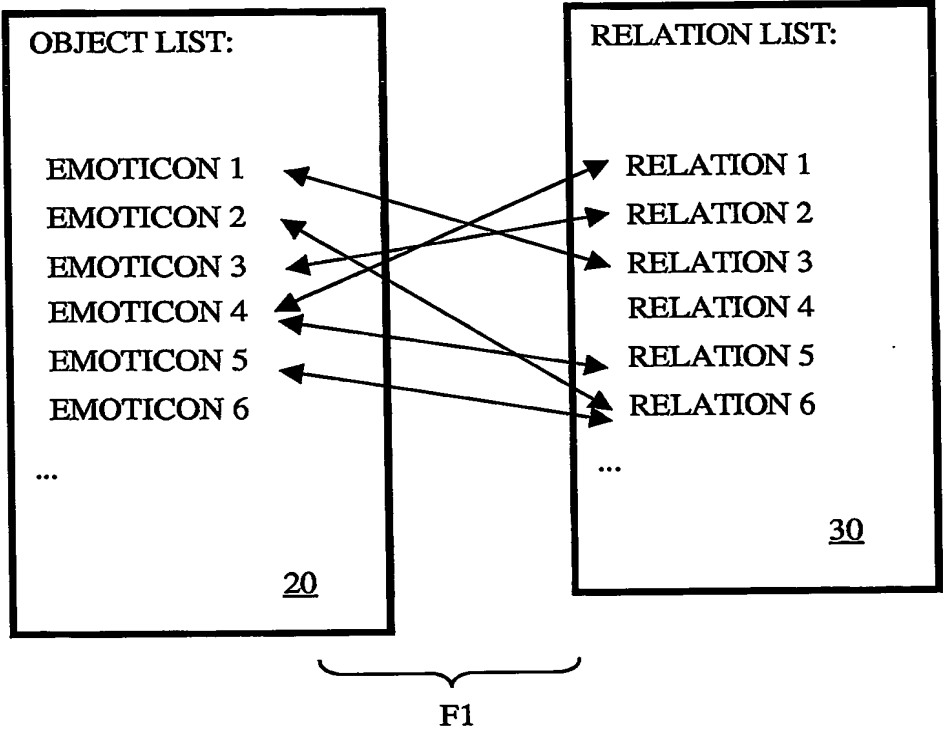 OBJECT LIST:
EMOTICON 1
EMOTICON 2
EMOTICON 3
EMOTICON 4
EMOTICON 5
EMOTICON 6
...
20
RELATION LIST:
RELATION 1
RELATION 2
RELATION 3
RELATION 4
RELATION 5
RELATION 6
...
30
F1